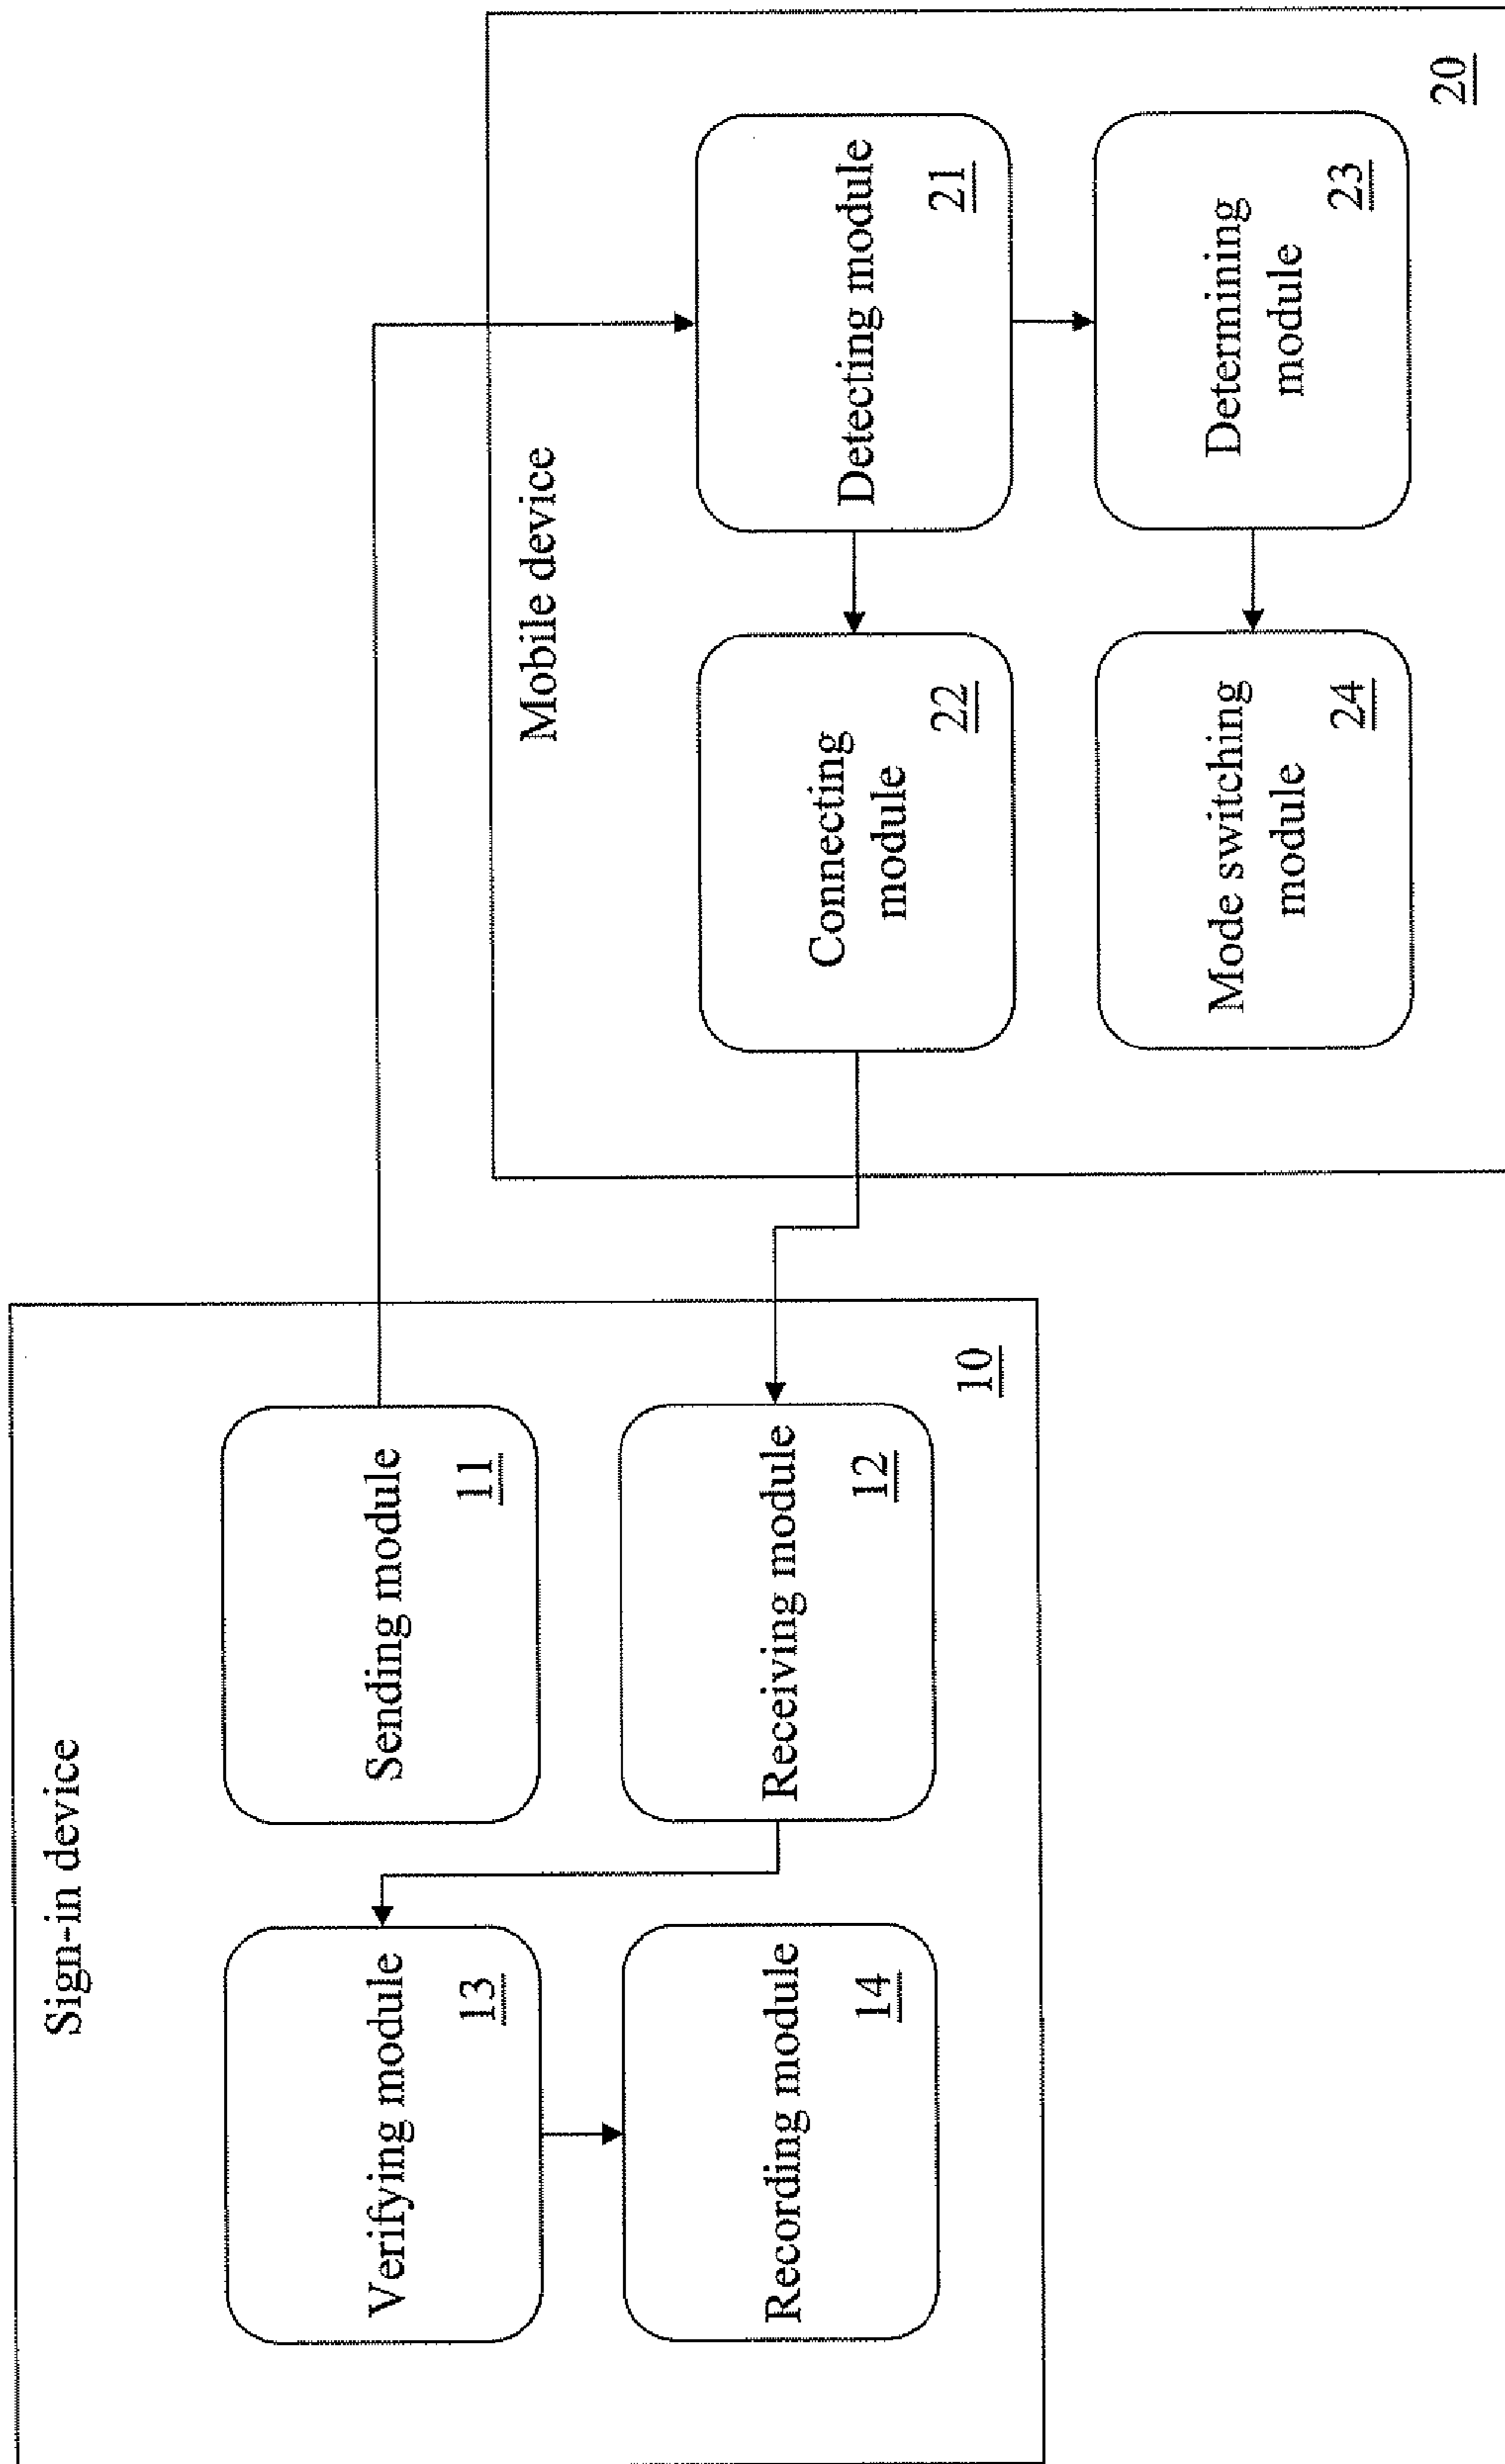 Sign-in device
Verifying module
13
Sending module
11
Recording module
14
Receiving module
12
10
Mobile device
Connecting
module
22
Detecting module
21
Mode switching
module
24
Determining
module
23
20